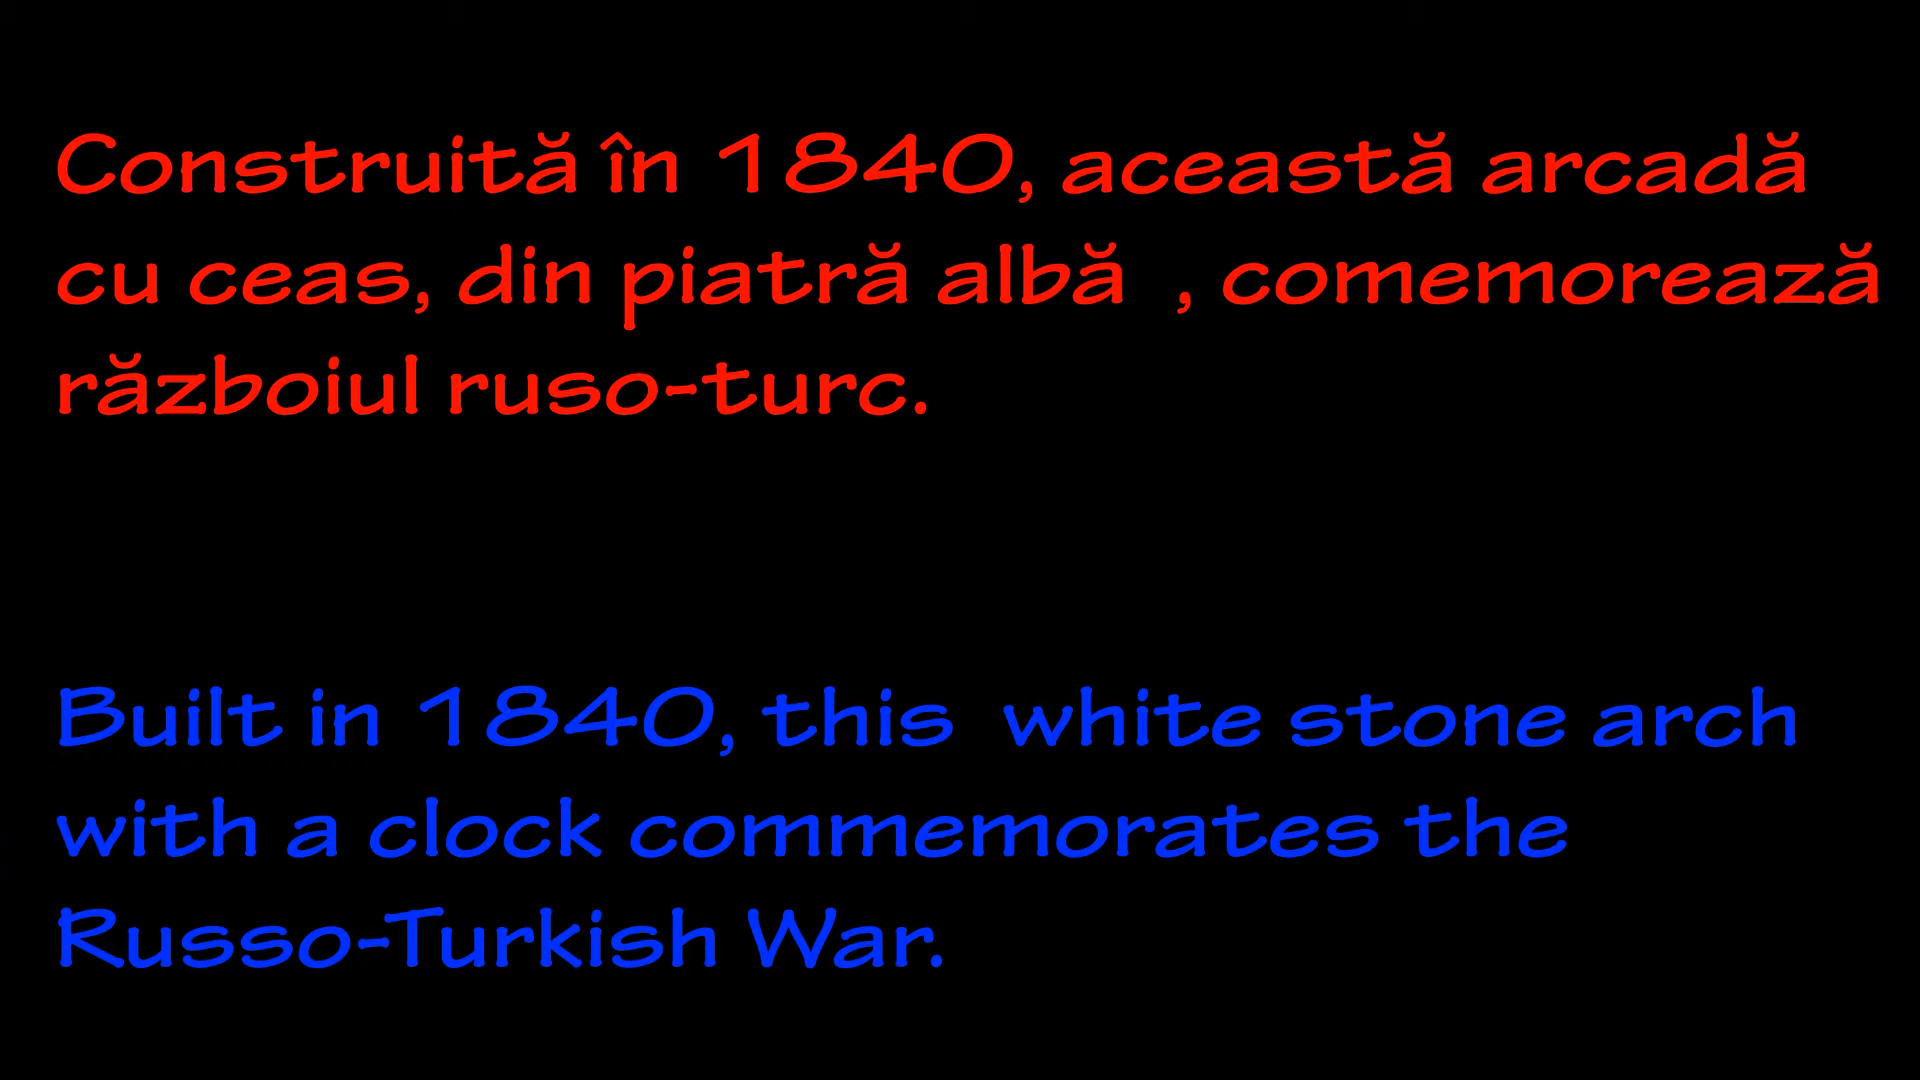 Construită în 1840, această arcadă
cu ceas, din piatră albă  , comemorează
războiul ruso-turc.
Built in 1840, this  white stone arch
with a clock commemorates the
Russo-Turkish War.